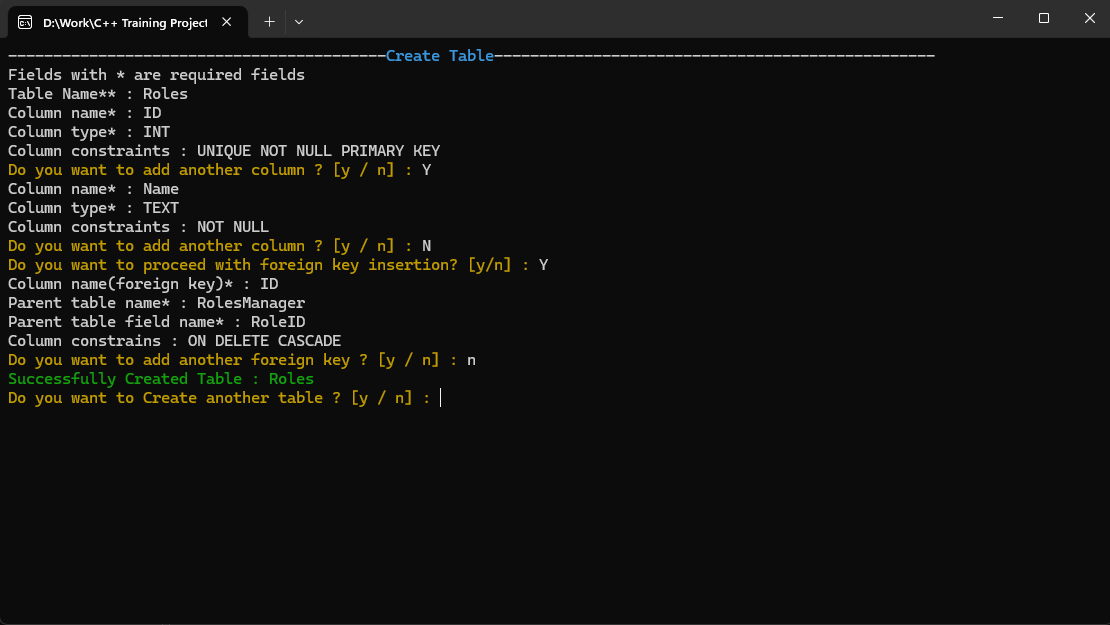 D:\Work\C++ Training Project
------------------------------------------Create Table-------------------------------------------------
Fields with * are required fields
Table Name** : Roles
Column name* : ID
Column type* : INT
Column constraints : UNIQUE NOT NULL PRIMARY KEY
Do you want to add another column ? [y / n] : Y
Column name* : Name
Column type* : TEXT
Column constraints : NOT NULL
Do you want to add another column ? [y / n] : N
Do you want to proceed with foreign key insertion? [y/n] : Y
Column name(foreign key)* : ID
Parent table name* : RolesManager
Parent table field name* : RoleID
Column constrains : ON DELETE CASCADE
Do you want to add another foreign key ? [y / n] : n
Successfully Created Table : Roles
Do you want to Create another table ? [y / n] :